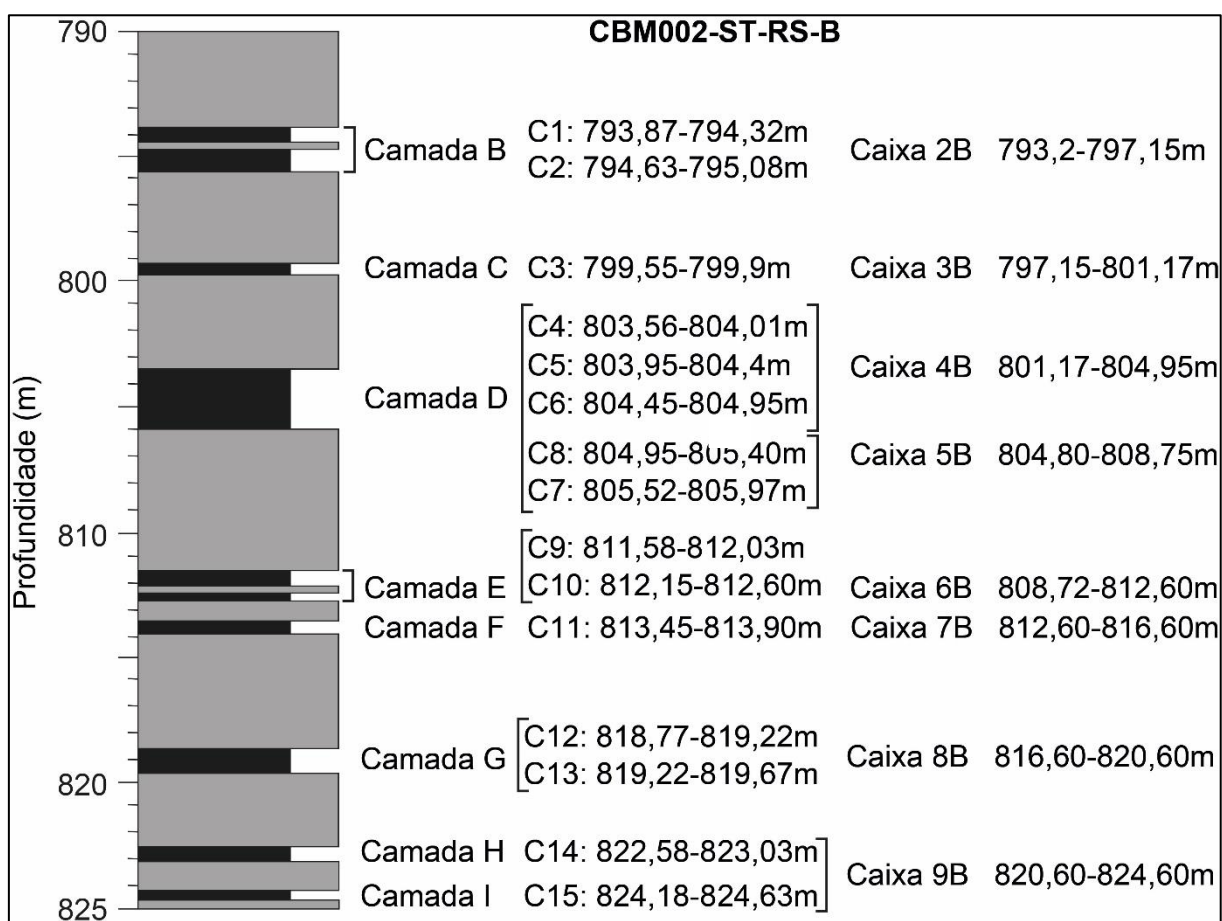 CBM002-ST-RS-B
Profundidade (m)
790
800
810
820
825
Camada B
C1: 793,87-794,32m
C2: 794,63-795,08m
Caixa 2B 793,2-797,15m
Camada C C3: 799,55-799,9m Caixa 3B 797,15-801,17m
Camada D
C4: 803,56-804,01m
C5: 803,95-804,4m
C6: 804,45-804,95m
Caixa 4B 801,17-804,95m
C8: 804,95-805,40m
C7: 805,52-805,97m
Caixa 5B 804,80-808,75m
Camada E
C9: 811,58-812,03m
C10: 812,15-812,60m
Caixa 6B 808,72-812,60m
Camada F C11: 813,45-813,90m Caixa 7B 812,60-816,60m
Camada G
C12: 818,77-819,22m
C13: 819,22-819,67m
Caixa 8B 816,60-820,60m
Camada H C14: 822,58-823,03m
Camada I C15: 824,18-824,63m
Caixa 9B 820,60-824,60m